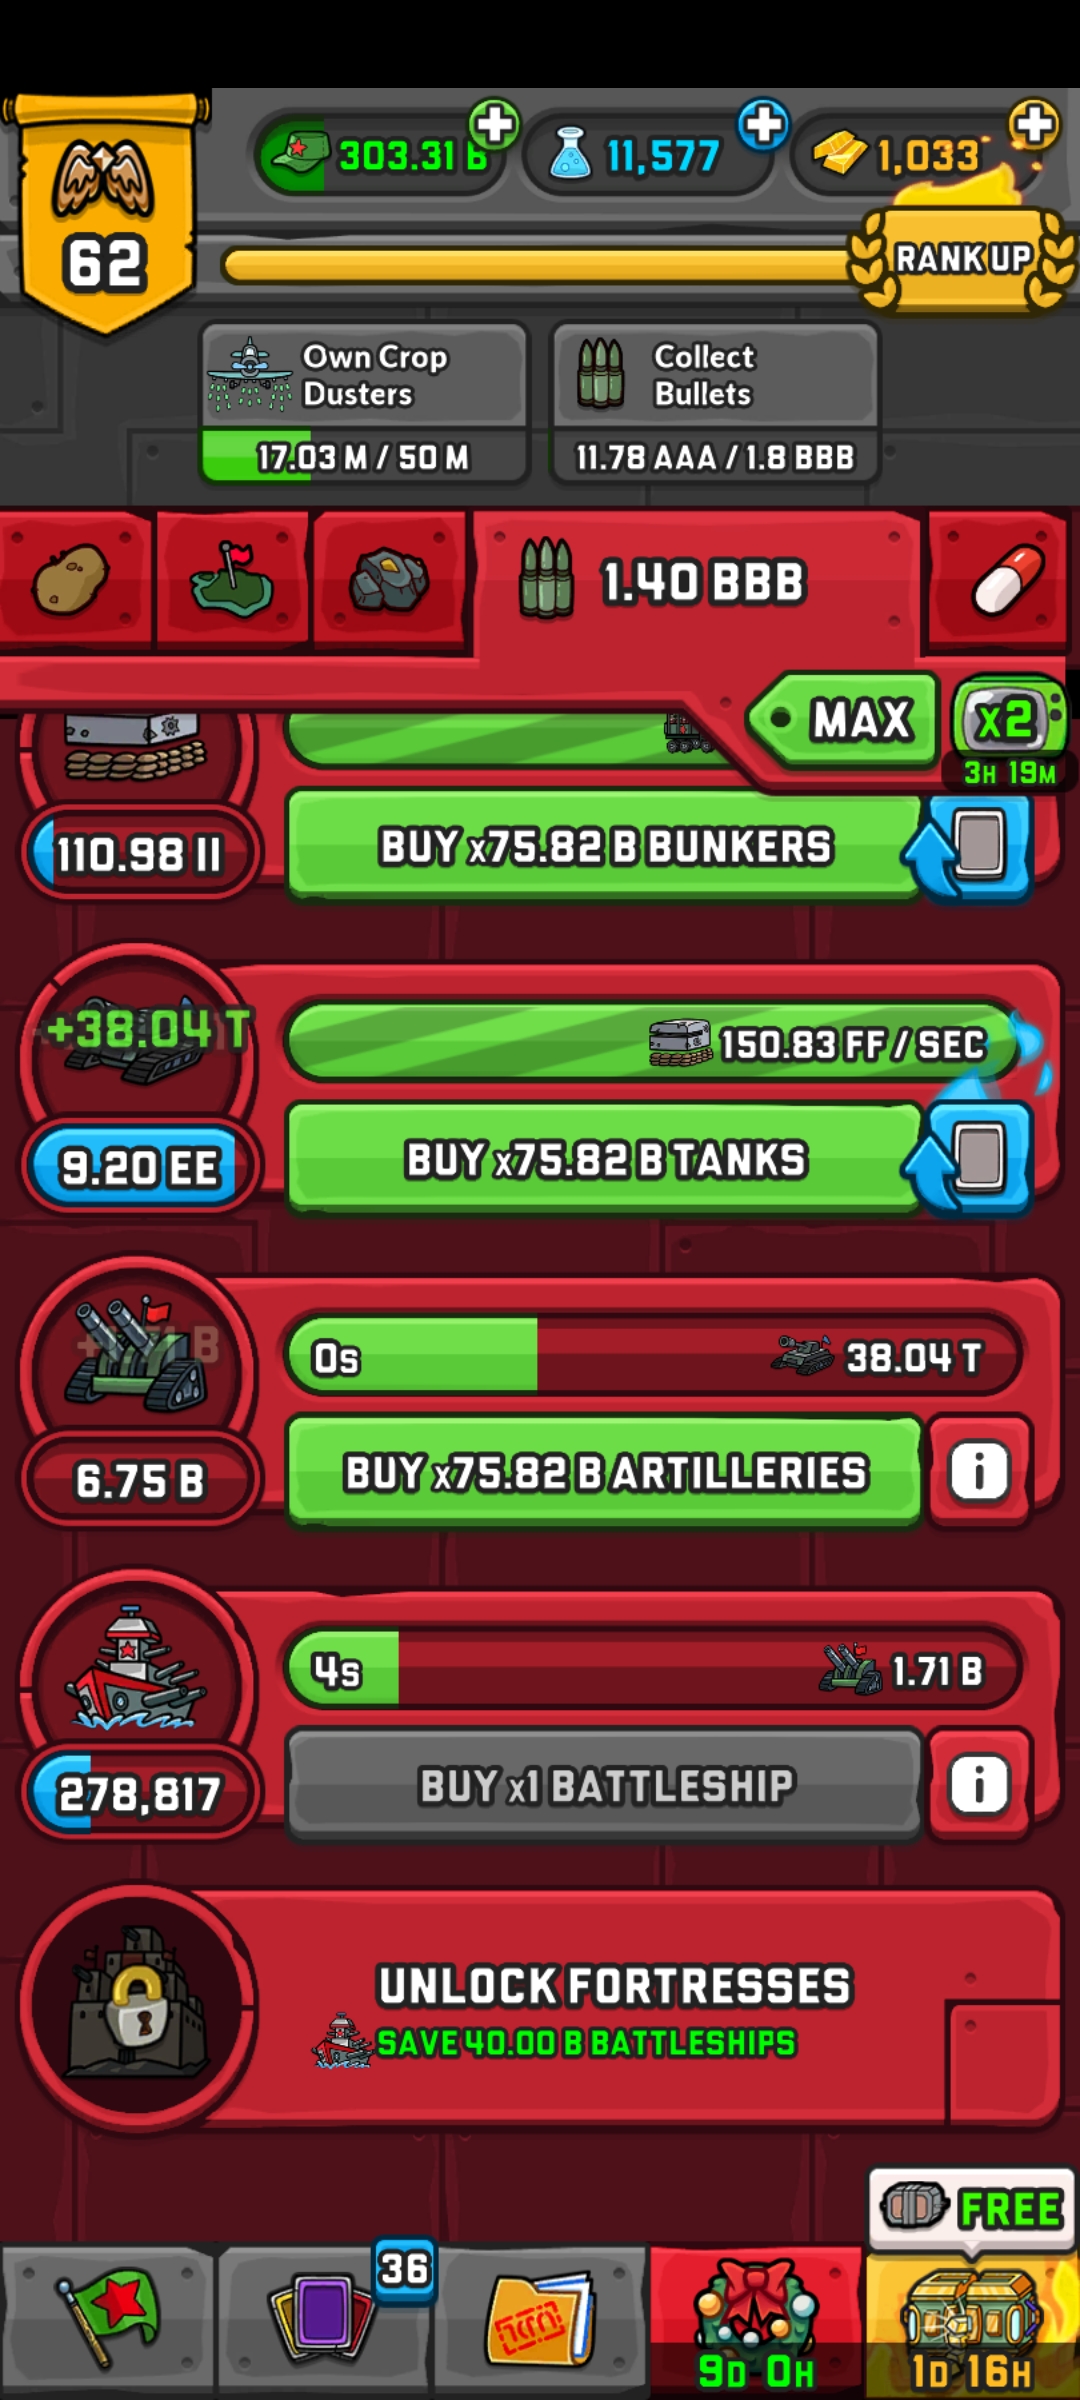 303.31 B
11,577
1,033
62
RANK UP
Own Crop
Dusters
17.03 M / 50 M
Collect
Bullets
11.78 AAA / 1.8 BBB
1.40 BBB
MAX
x2
3H 19M
110.98 II
BUY x75.82 B BUNKERS
+38.04 T
150.83 FF / SEC
9.20 EE
BUY x75.82 B TANKS
0s
38.04 T
6.75 B
BUY x75.82 B ARTILLERIES
i
4s
1.71 B
278,817
BUY x1 BATTLESHIP
i
UNLOCK FORTRESSES
SAVE 40.00 B BATTLESHIPS
FREE
36
9D 0H
1D 16H